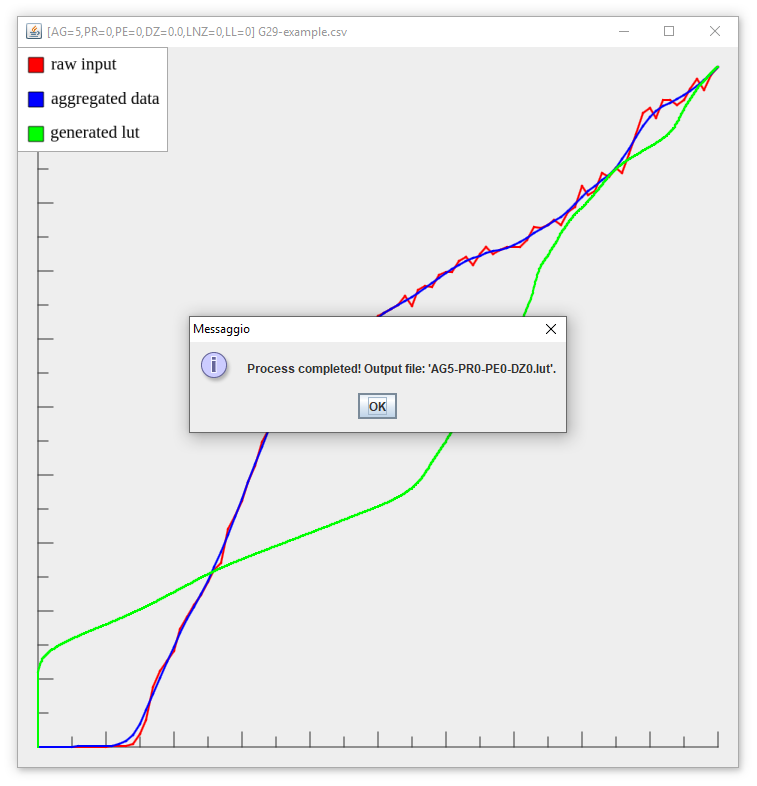 [AG=5,PR=0,PE=0,DZ=0.0,LNZ=0,LL=0] G29-example.csv
raw input
aggregated data
generated lut
Messaggio
Process completed! Output file: 'AG5-PR0-PE0-DZ0.lut'.
OK